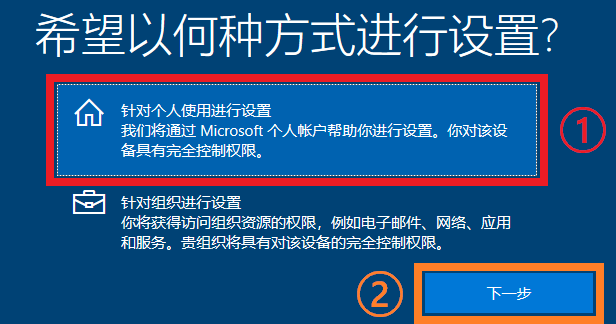 希望以何种方式进行设置?
针对个人使用进行设置
我们将通过 Microsoft 个人帐户帮助你进行设置。你对该设
备具有完全控制权限。
①
针对组织进行设置
你将获得访问组织资源的权限，例如电子邮件、网络、应用
和服务。贵组织将具有对该设备的完全控制权限。
②
下一步